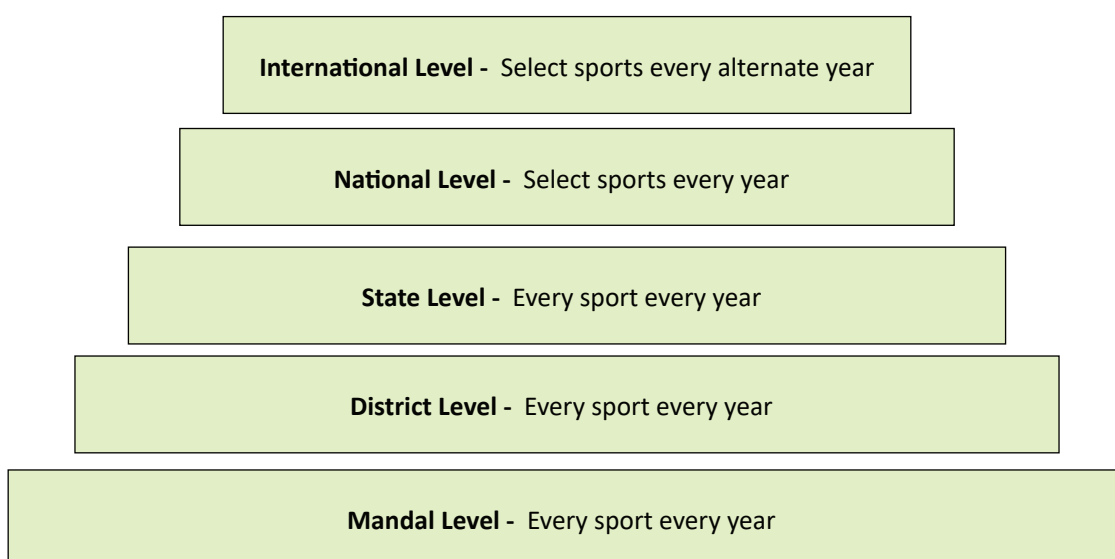 International Level - Select sports every alternate year
National Level - Select sports every year
State Level - Every sport every year
District Level - Every sport every year
Mandal Level - Every sport every year